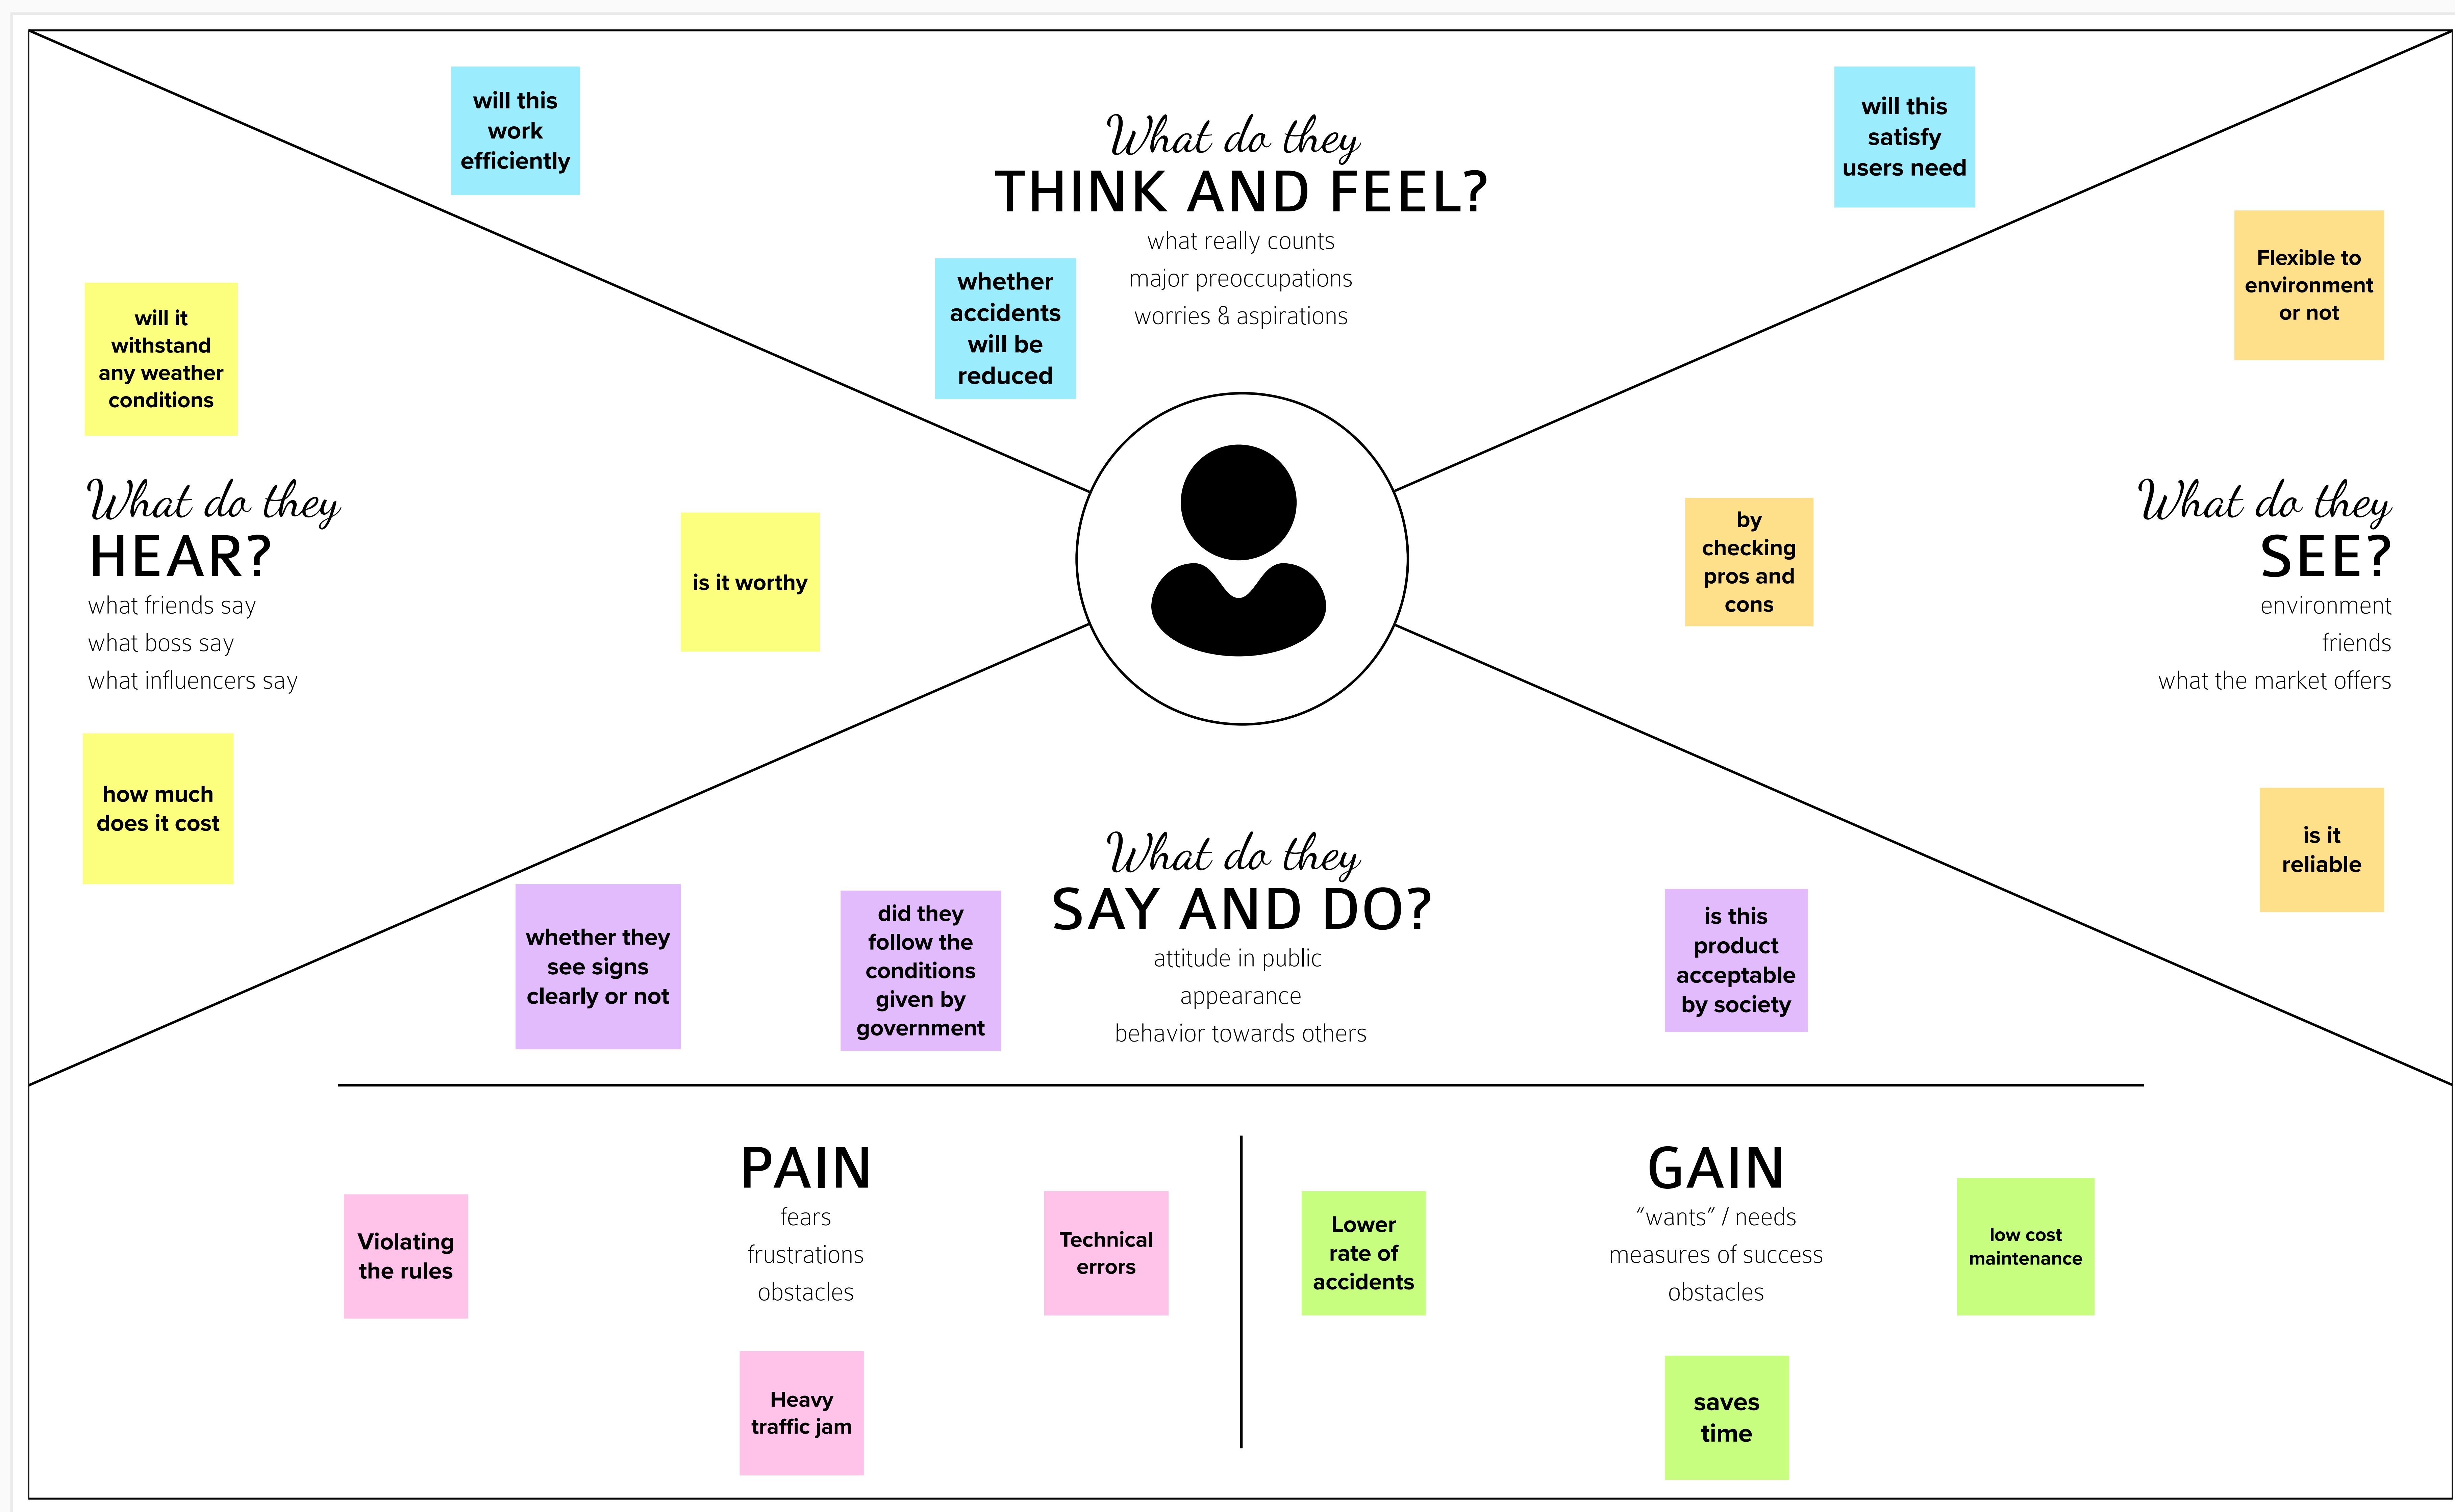 will this
work
efficiently
What do they
THINK AND FEEL?
what really counts
major preoccupations
worries & aspirations
whether
accidents
will be
reduced
will this
satisfy
users need
will it
withstand
any weather
conditions
What do they
HEAR?
what friends say
what boss say
what influencers say
is it worthy
how much
does it cost
Flexible to
environment
or not
by
checking
pros and
cons
What do they
SEE?
environment
friends
what the market offers
is it
reliable
What do they
SAY AND DO?
attitude in public
appearance
behavior towards others
whether they
see signs
clearly or not
did they
follow the
conditions
given by
government
is this
product
acceptable
by society
PAIN
fears
frustrations
obstacles
Violating
the rules
Technical
errors
Heavy
traffic jam
GAIN
“wants” / needs
measures of success
obstacles
Lower
rate of
accidents
low cost
maintenance
saves
time